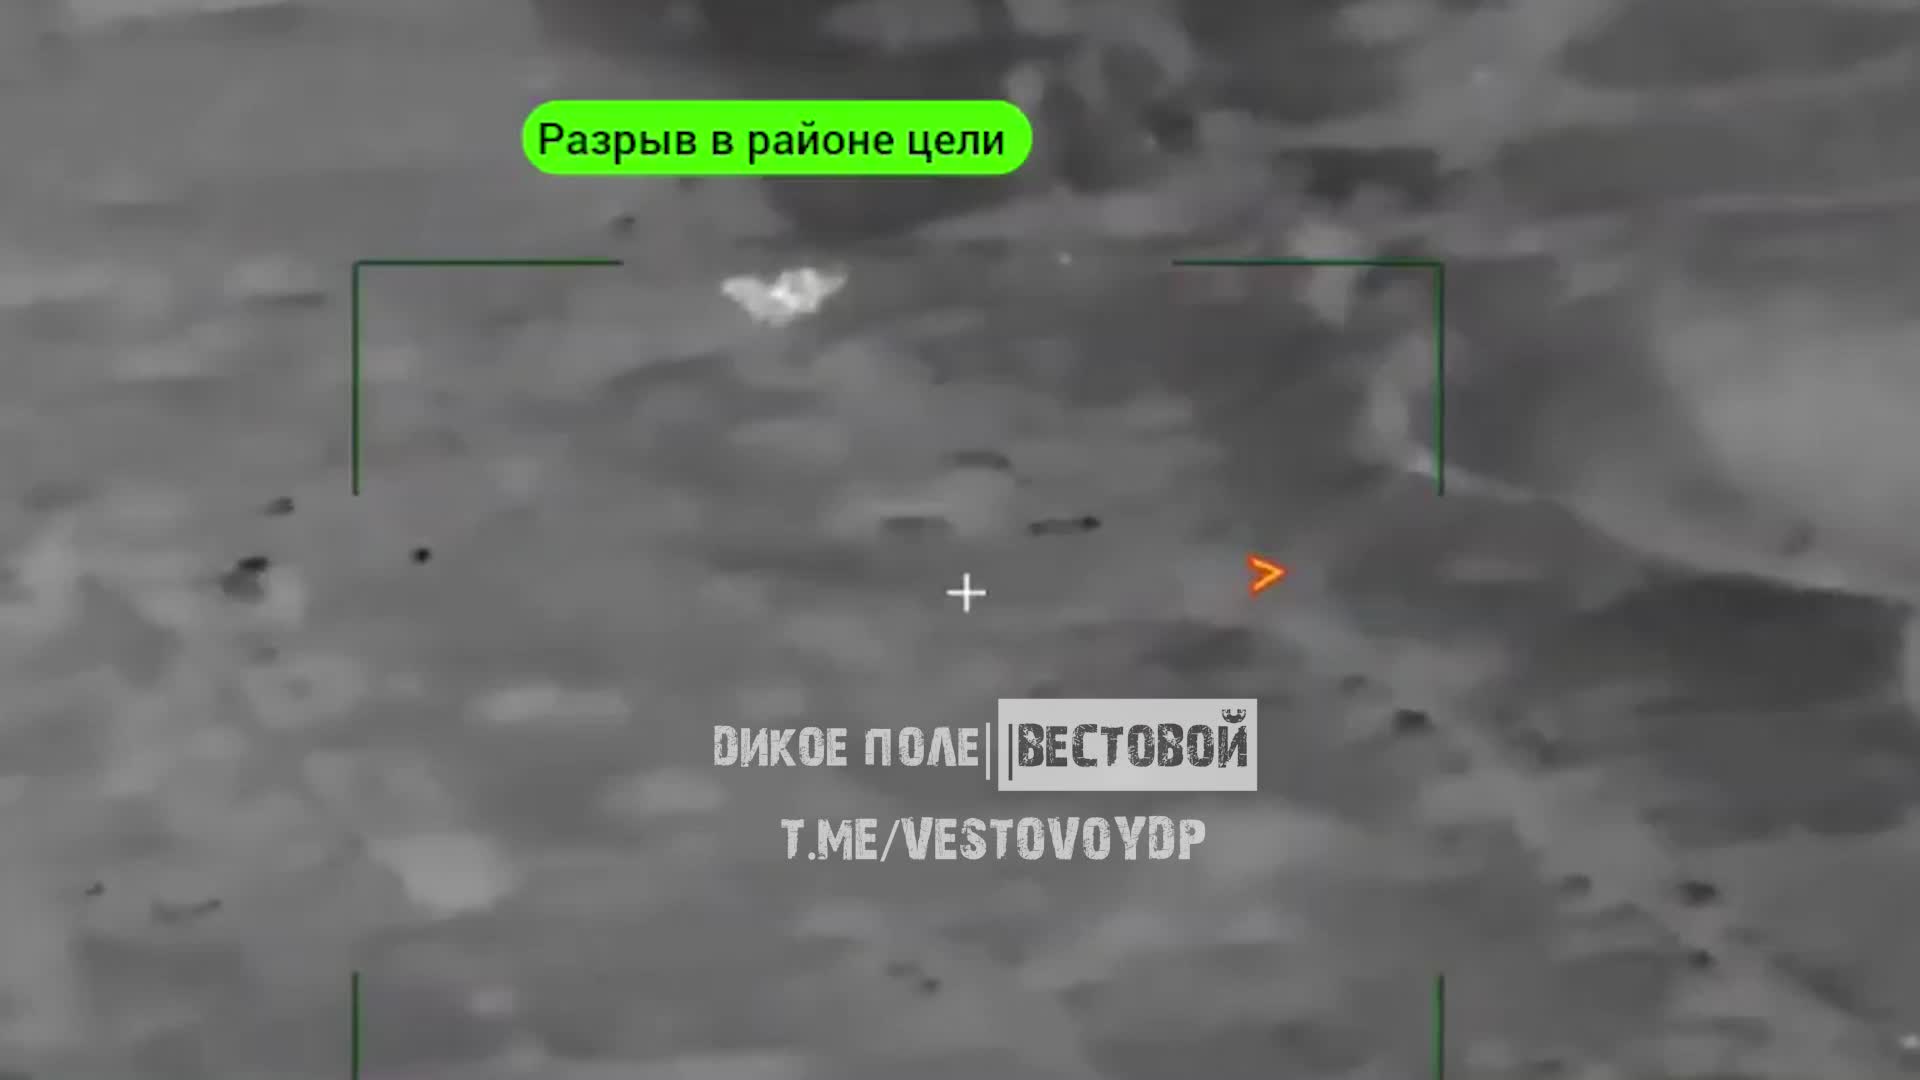 Разрыв в районе цели
ДИКОЕ ПОЛЕ||ВЕСТОВОЙ
T.ME/VESTOVOYDP